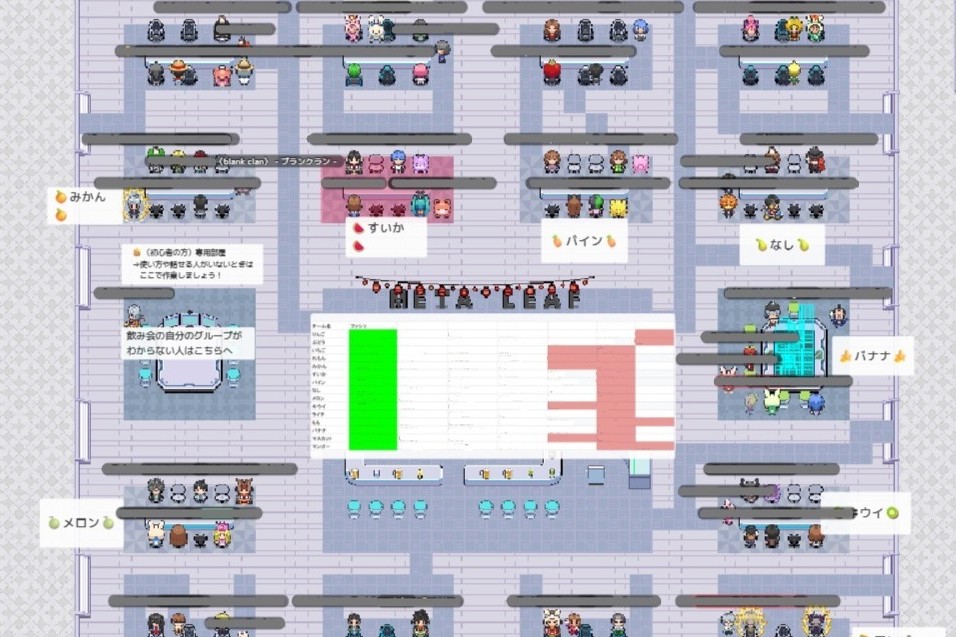 〈blank clan〉 - ブランクラン -
🍊 みかん
🍊
🍉 すいか
🍉
🍍パイン🍍
🍐 なし 🍐
🔰（初心者の方）専用部屋
→使い方や話せる人がいないときは
ここで作業しましょう！
META LEAF
飲み会の自分のグループが
わからない人はこちらへ
チーム名
りんご
ぶどう
いちご
れもん
みかん
すいか
パイン
なし
メロン
キウイ
ライチ
もも
バナナ
マスカット
マンゴー
🍌バナナ🍌
🍈メロン🍈
キウイ🥝